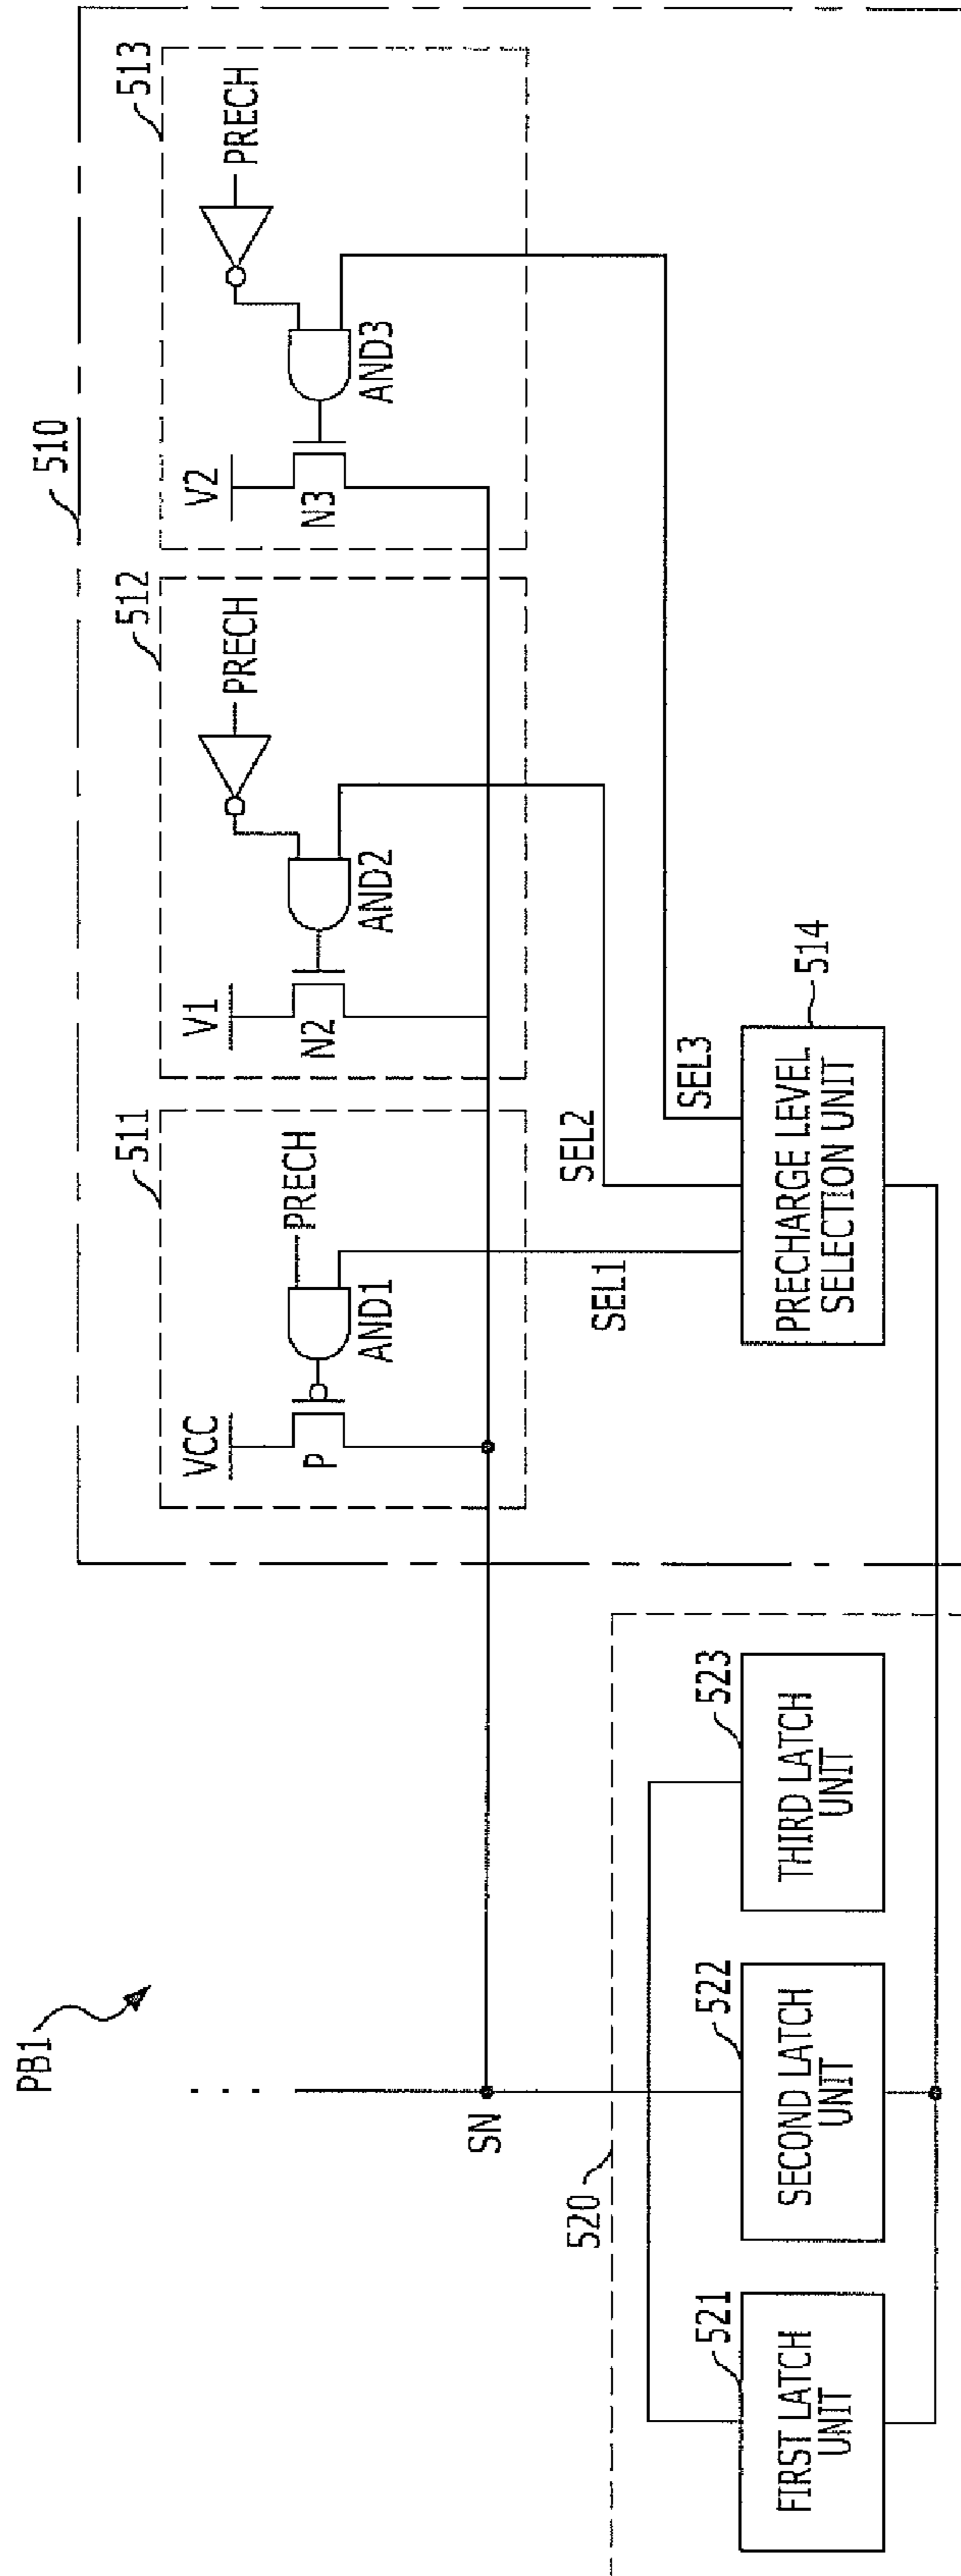 PB1
510
511
512
513
VCC
V1
V2
PRECH
PRECH
PRECH
P
N2
N3
AND1
AND2
AND3
SN
520
SEL2
SEL1
SEL3
521
522
523
514
FIRST LATCH
UNIT
SECOND LATCH
UNIT
THIRD LATCH
UNIT
PRECHARGE LEVEL
SELECTION UNIT